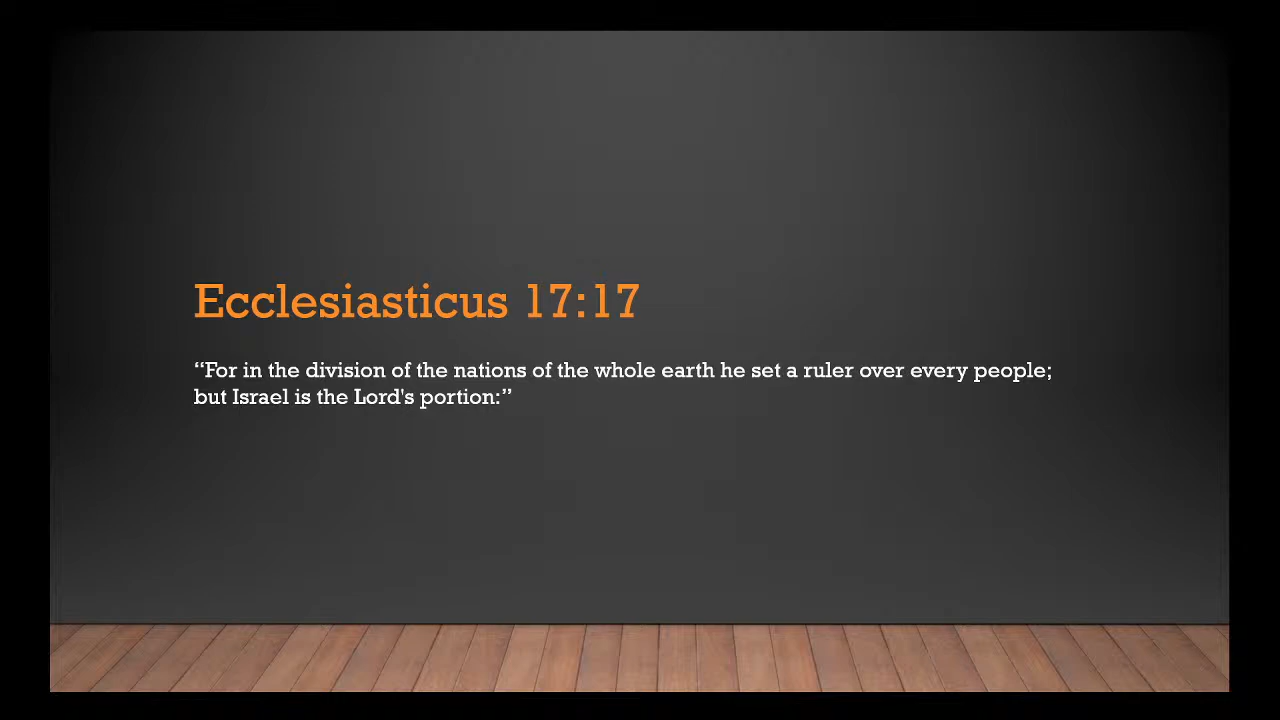 Ecclesiasticus 17:17
“For in the division of the nations of the whole earth he set a ruler over every people;
but Israel is the Lord's portion:”